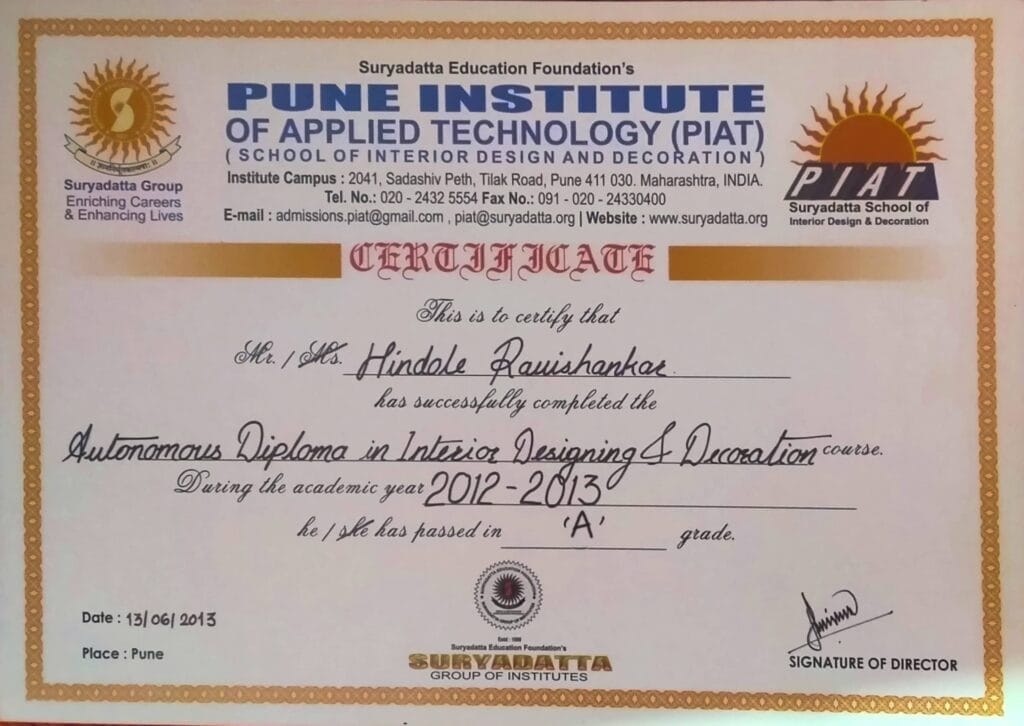 Suryadatta Education Foundation's
PUNE INSTITUTE
OF APPLIED TECHNOLOGY (PIAT)
( SCHOOL OF INTERIOR DESIGN AND DECORATION )
Institute Campus : 2041, Sadashiv Peth, Tilak Road, Pune 411 030. Maharashtra, INDIA.
Tel. No.: 020 - 2432 5554 Fax No.: 091 - 020 - 24330400
E-mail : admissions.piat@gmail.com , piat@suryadatta.org | Website : www.suryadatta.org
S
Suryadatta Group
Enriching Careers
& Enhancing Lives
PIAT
Suryadatta School of
Interior Design & Decoration
CERTIFICATE
This is to certify that
Mr. / Ms. Hindole Ravishankar
has successfully completed the
Autonomous Diploma in Interior Designing & Decoration course.
During the academic year 2012-2013
he / she has passed in 'A' grade.
Date : 13/06/2013
Place : Pune
Estd - 1999
Suryadatta Education Foundation's
SURYADATTA
GROUP OF INSTITUTES
SIGNATURE OF DIRECTOR